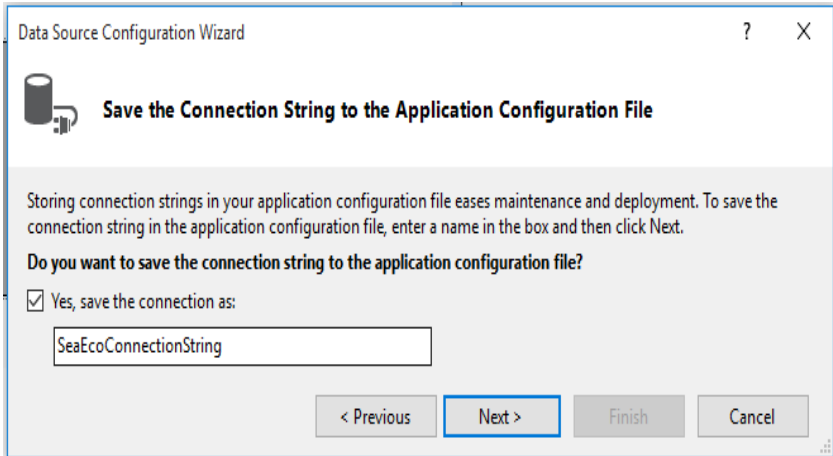 Data Source Configuration Wizard
? X
Save the Connection String to the Application Configuration File
Storing connection strings in your application configuration file eases maintenance and deployment. To save the
connection string in the application configuration file, enter a name in the box and then click Next.
Do you want to save the connection string to the application configuration file?
Yes, save the connection as:
SeaEcoConnectionString
< Previous Next > Finish Cancel